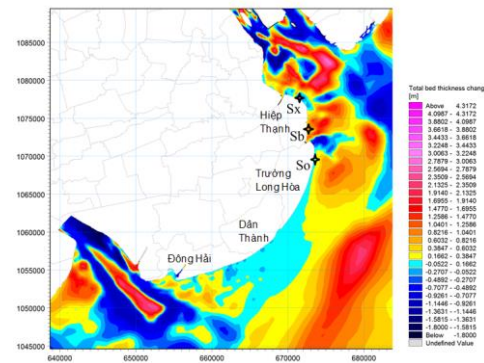 1085000
1080000
1075000
1070000
1065000
1060000
1055000
1050000
1045000
640000
650000
660000
670000
680000
Sx
Hiệp
Thạnh
Sb
So
Trường
Long Hòa
Dân
Thành
Đông Hải
Total bed thickness chang
[m]
Above 4.3172
4.0987 - 4.3172
3.8802 - 4.0987
3.6618 - 3.8802
3.4433 - 3.6618
3.2248 - 3.4433
3.0063 - 3.2248
2.7879 - 3.0063
2.5694 - 2.7879
2.3509 - 2.5694
2.1325 - 2.3509
1.9140 - 2.1325
1.6955 - 1.9140
1.4770 - 1.6955
1.2586 - 1.4770
1.0401 - 1.2586
0.8216 - 1.0401
0.6032 - 0.8216
0.3847 - 0.6032
0.1662 - 0.3847
-0.0522 - 0.1662
-0.2707 - -0.0522
-0.4892 - -0.2707
-0.7077 - -0.4892
-0.9261 - -0.7077
-1.1446 - -0.9261
-1.3631 - -1.1446
-1.5815 - -1.3631
-1.8000 - -1.5815
Below -1.8000
Undefined Value